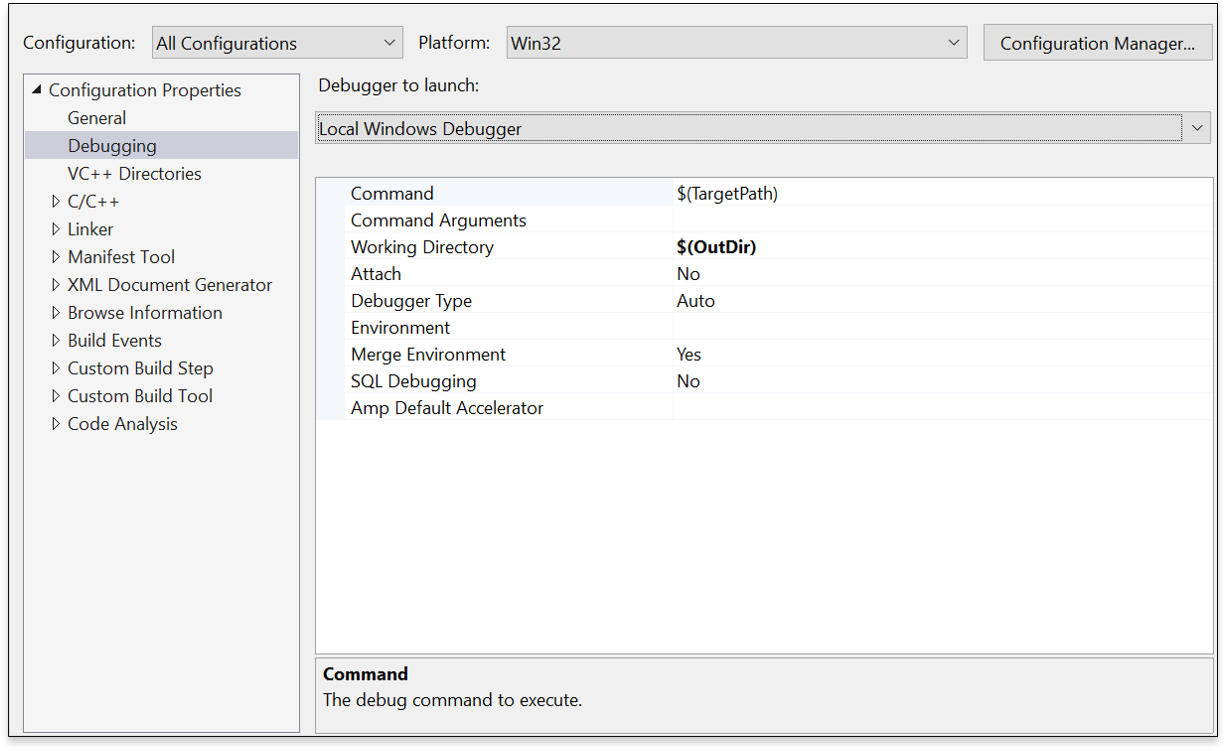 Configuration: All Configurations Platform: Win32 Configuration Manager...
Configuration Properties
General
Debugging
VC++ Directories
C/C++
Linker
Manifest Tool
XML Document Generator
Browse Information
Build Events
Custom Build Step
Custom Build Tool
Code Analysis
Debugger to launch:
Local Windows Debugger
Command $(TargetPath)
Command Arguments
Working Directory $(OutDir)
Attach No
Debugger Type Auto
Environment
Merge Environment Yes
SQL Debugging No
Amp Default Accelerator
Command
The debug command to execute.